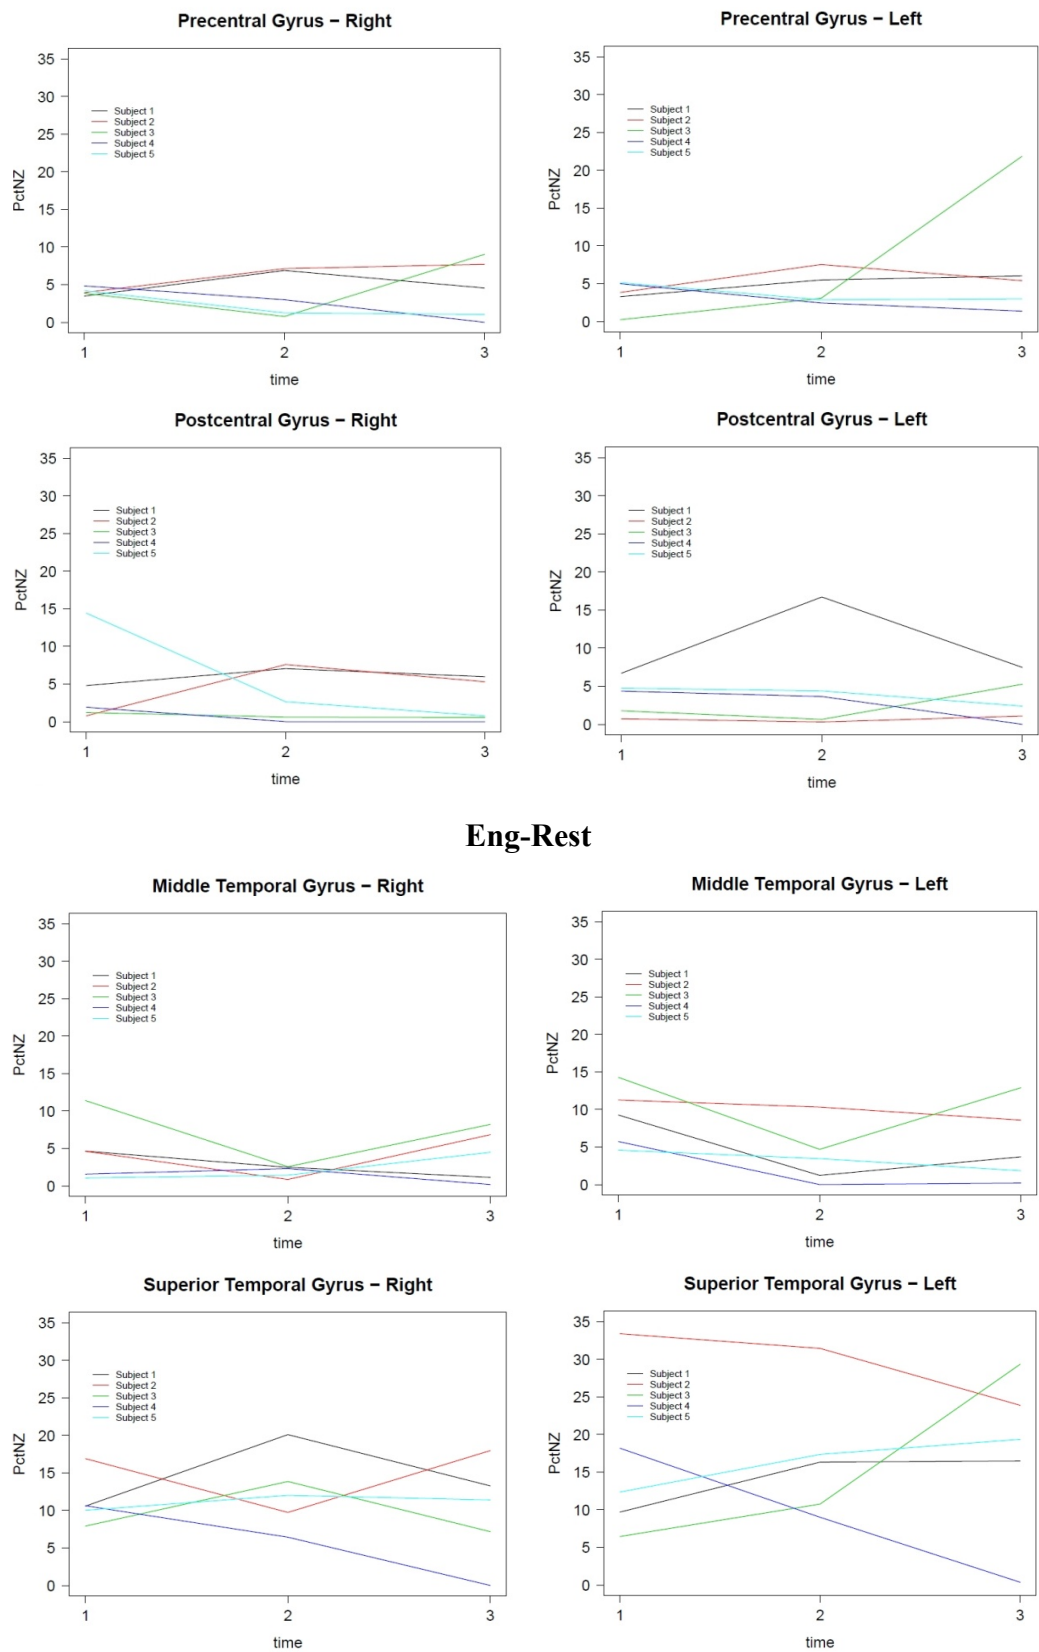 Precentral Gyrus − Right
35
30
25
20
15
10
5
0
PctNZ
Subject 1
Subject 2
Subject 3
Subject 4
Subject 5
1 2 3
time
Precentral Gyrus − Left
35
30
25
20
15
10
5
0
PctNZ
Subject 1
Subject 2
Subject 3
Subject 4
Subject 5
1 2 3
time
Postcentral Gyrus − Right
35
30
25
20
15
10
5
0
PctNZ
Subject 1
Subject 2
Subject 3
Subject 4
Subject 5
1 2 3
time
Postcentral Gyrus − Left
35
30
25
20
15
10
5
0
PctNZ
Subject 1
Subject 2
Subject 3
Subject 4
Subject 5
1 2 3
time
Eng-Rest
Middle Temporal Gyrus − Right
35
30
25
20
15
10
5
0
PctNZ
Subject 1
Subject 2
Subject 3
Subject 4
Subject 5
1 2 3
time
Middle Temporal Gyrus − Left
35
30
25
20
15
10
5
0
PctNZ
Subject 1
Subject 2
Subject 3
Subject 4
Subject 5
1 2 3
time
Superior Temporal Gyrus − Right
35
30
25
20
15
10
5
0
PctNZ
Subject 1
Subject 2
Subject 3
Subject 4
Subject 5
1 2 3
time
Superior Temporal Gyrus − Left
35
30
25
20
15
10
5
0
PctNZ
Subject 1
Subject 2
Subject 3
Subject 4
Subject 5
1 2 3
time